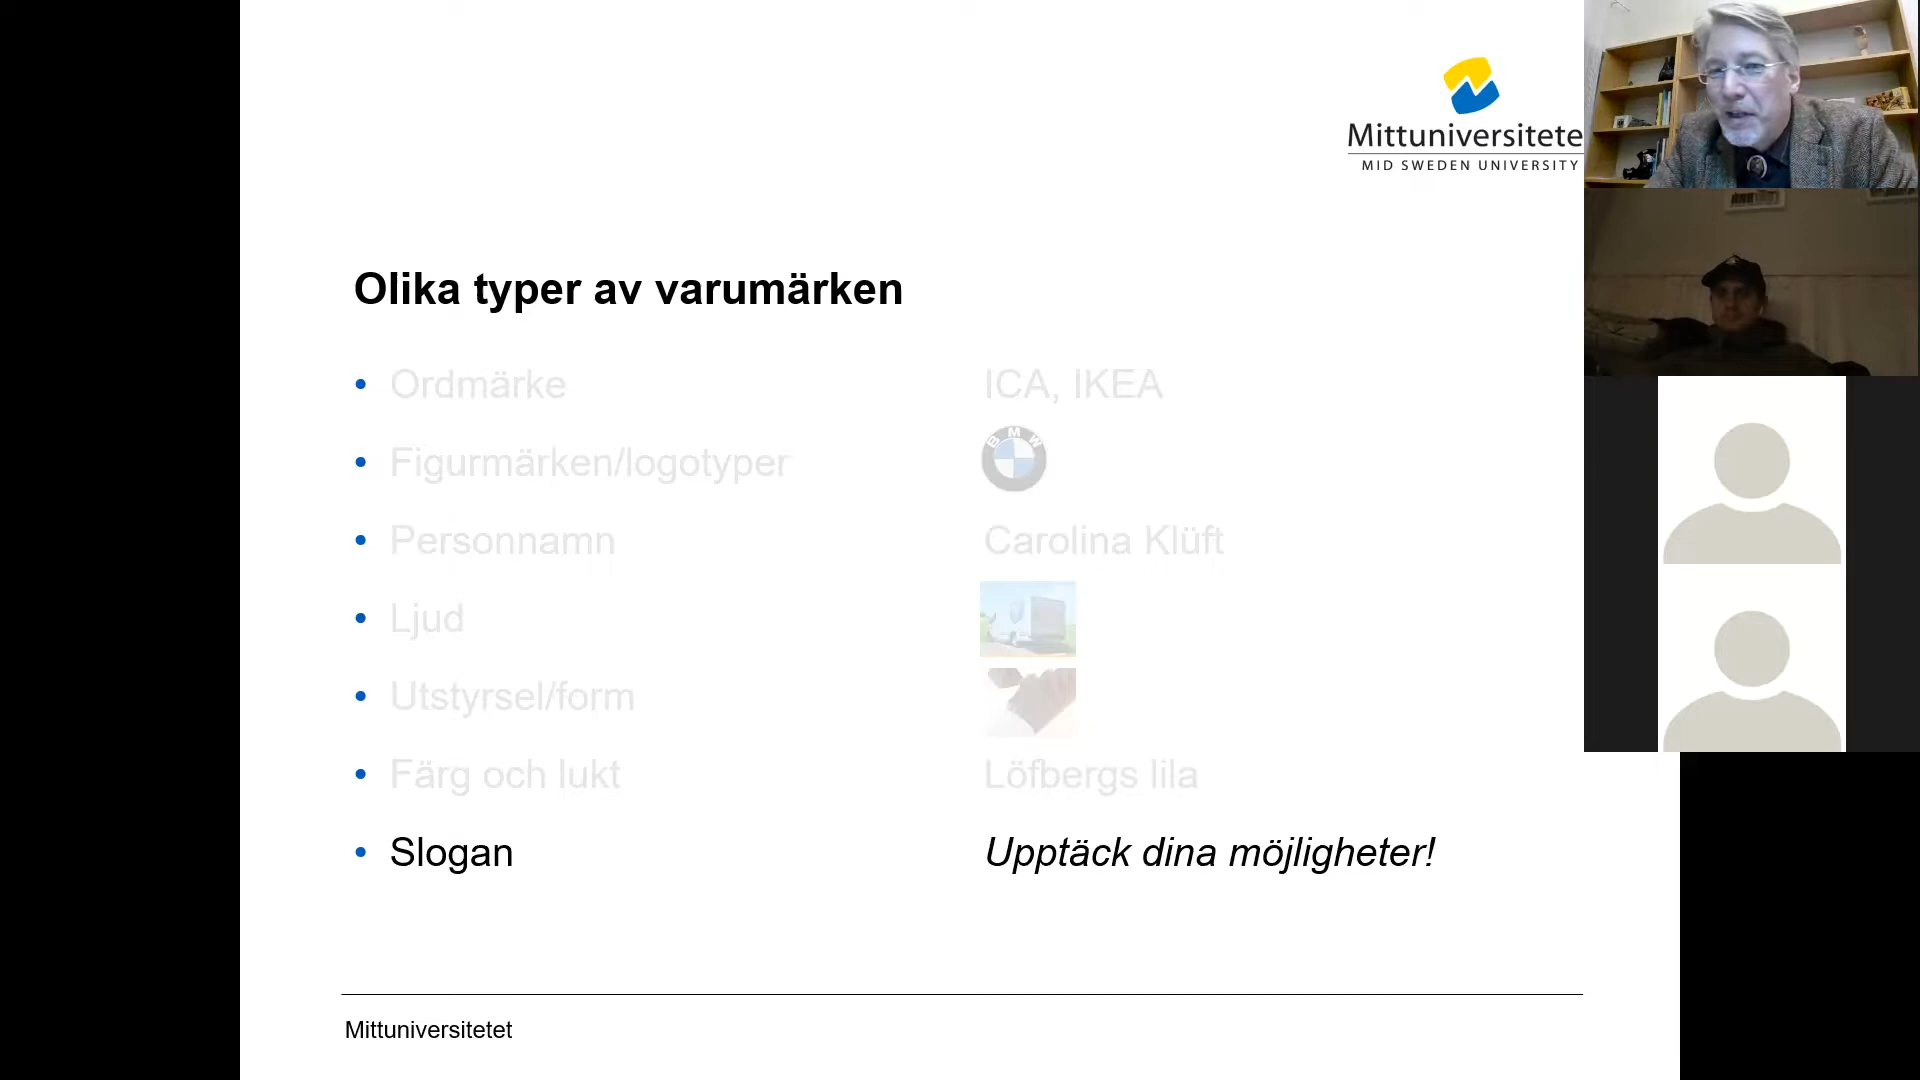 Mittuniversitete
MID SWEDEN UNIVERSITY
Olika typer av varumärken
• Ordmärke ICA, IKEA
• Figurmärken/logotyper BMW
• Personnamn Carolina Klüft
• Ljud
• Utstyrsel/form
• Färg och lukt Löfbergs lila
• Slogan Upptäck dina möjligheter!
Mittuniversitetet